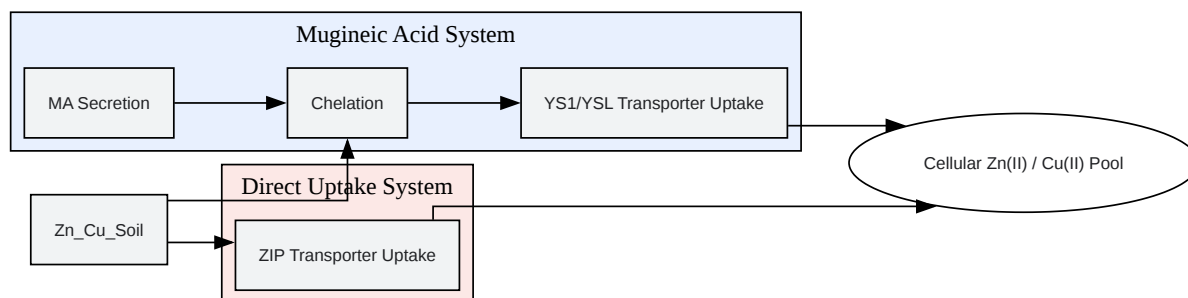 Mugineic Acid System
MA Secretion
Chelation
YS1/YSL Transporter Uptake
Cellular Zn(II) / Cu(II) Pool
Direct Uptake System
Zn_Cu_Soil
ZIP Transporter Uptake